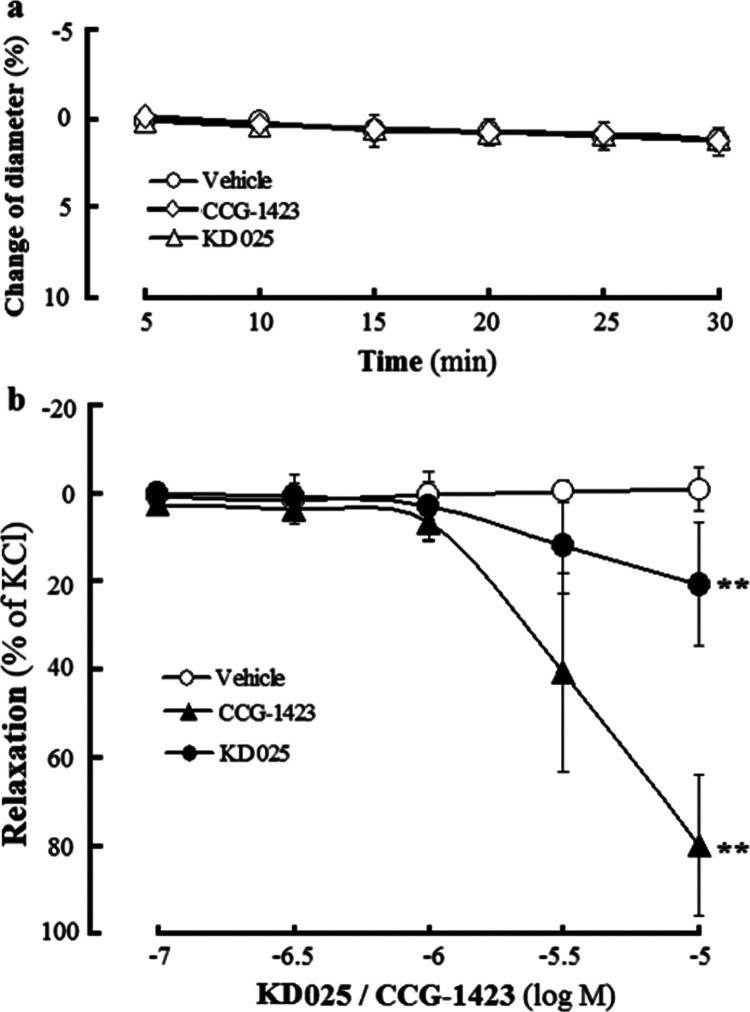 a
Change of diameter (%)
-5
0
5
10
Vehicle
CCG-1423
KD025
5 10 15 20 25 30
Time (min)
b
Relaxation (% of KCl)
-20
0
20
40
60
80
100
**
**
Vehicle
CCG-1423
KD025
-7 -6.5 -6 -5.5 -5
KD025 / CCG-1423 (log M)